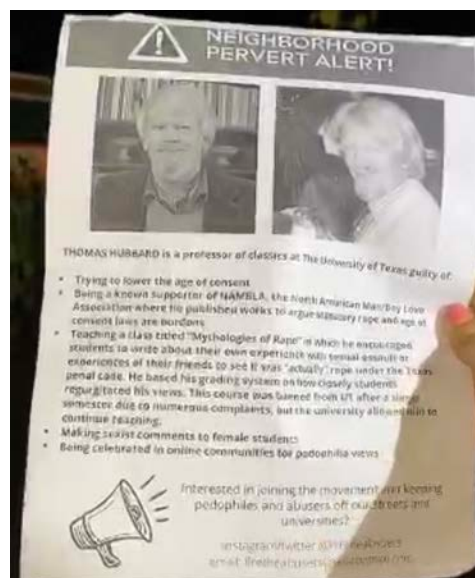 NEIGHBORHOOD
PERVERT ALERT!
THOMAS HUBBARD is a professor of classics at The University of Texas guilty of:
• Trying to lower the age of consent
• Being a known supporter of NAMBLA, the North American Man/Boy Love
Association where he published works to argue statutory rape and age of
consent laws are burdons
• Teaching a class titled "Mythologies of Rape" in which he encouraged
students to write about their own experience with sexual assault or
experiences of their friends to see if it was "actually" rope under the Texas
penal code. He based his grading system on how closely students
regurgitated his views. This course was banned from UT after a
semester due to numerous complaints, but the university allowed him to
continue teaching.
• Making sexist comments to female students
• Being celebrated in online communities for pedophilia views
Interested in joining the movement and keeping
pedophiles and abusers off our streets and
universities?
instagram/twitter
email: